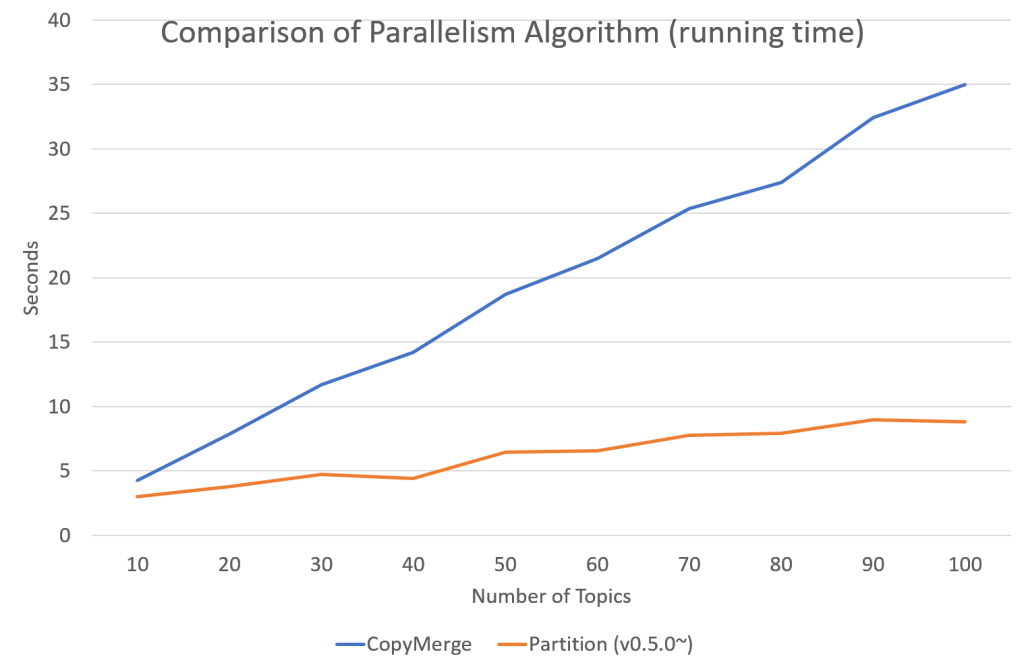 Comparison of Parallelism Algorithm (running time)
40
35
30
25
20
15
10
5
0
Seconds
10 20 30 40 50 60 70 80 90 100
Number of Topics
CopyMerge Partition (v0.5.0~)